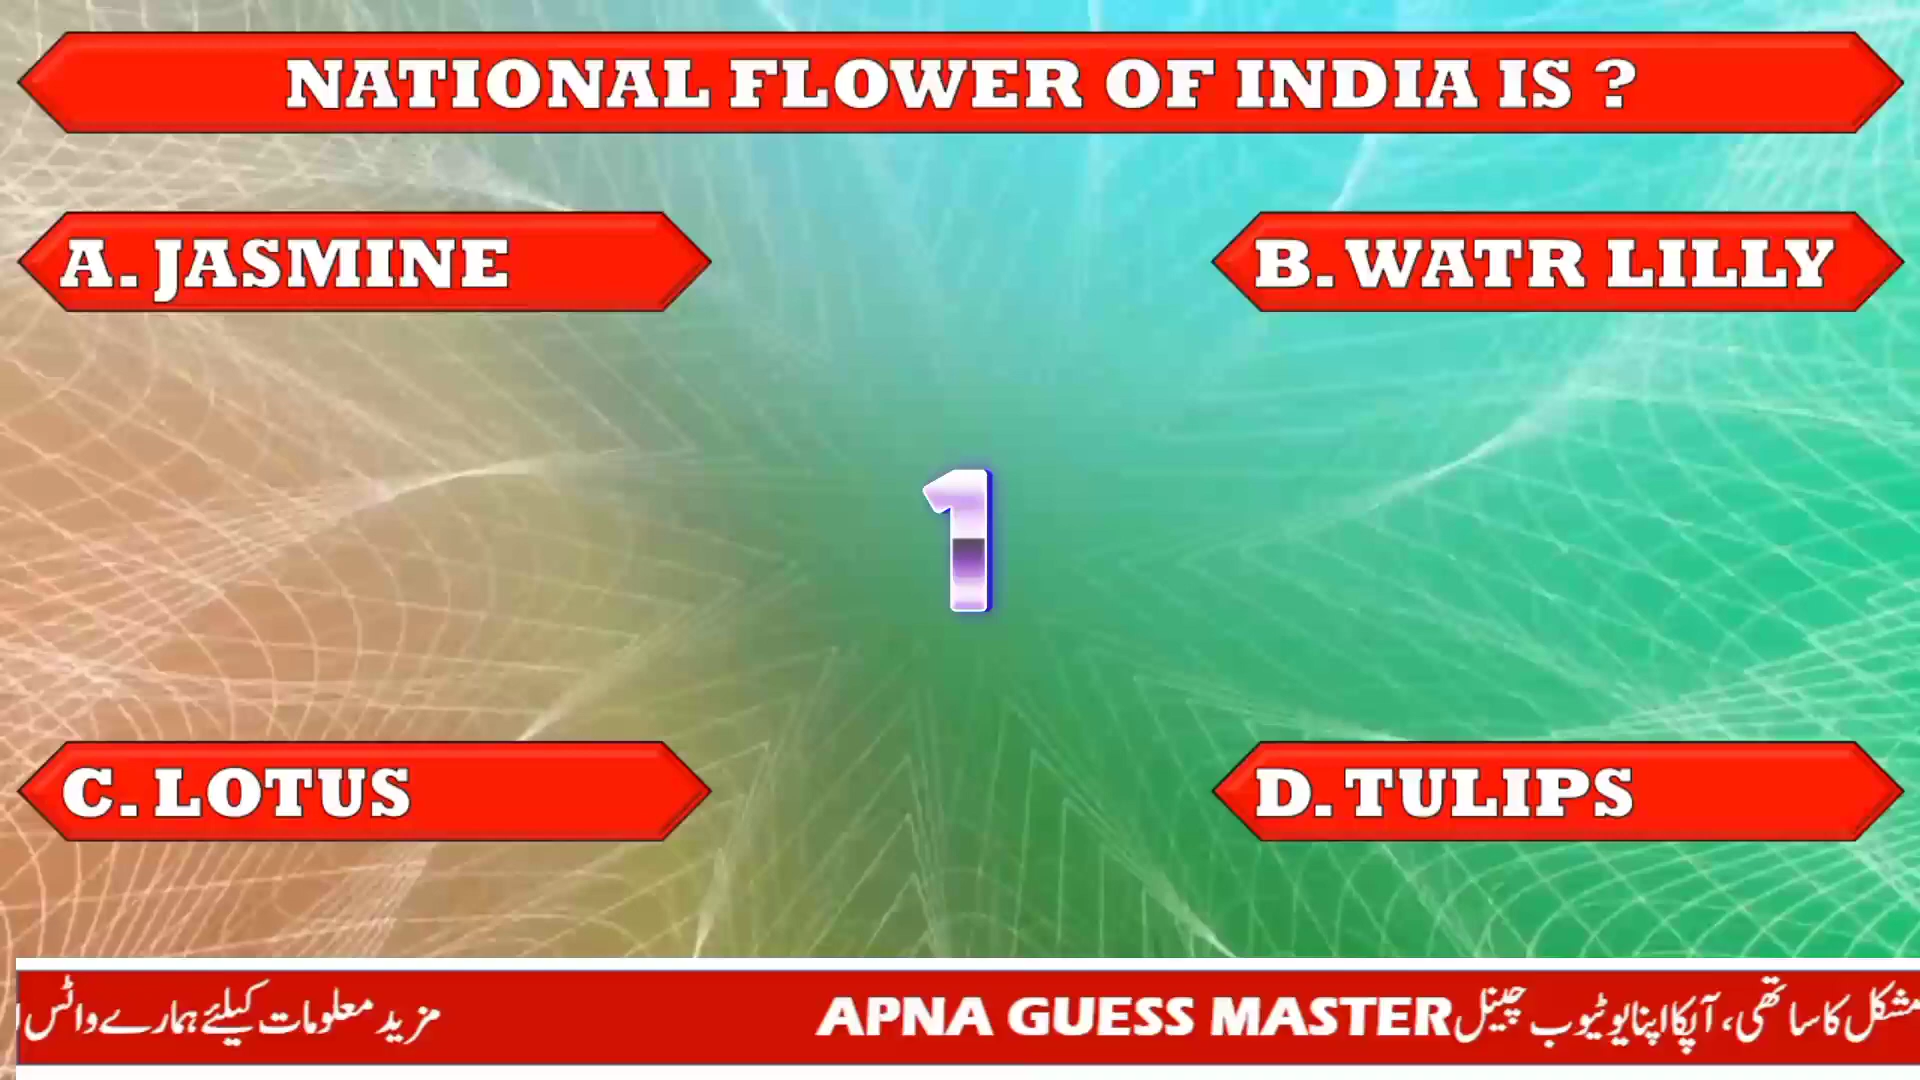 NATIONAL FLOWER OF INDIA IS ?
A. JASMINE
B. WATR LILLY
1
C. LOTUS
D. TULIPS
مشکل کا ساتھی، آپکا اپنا یوٹیوب چینل APNA GUESS MASTER
مزید معلومات کیلئے ہمارے واٹس